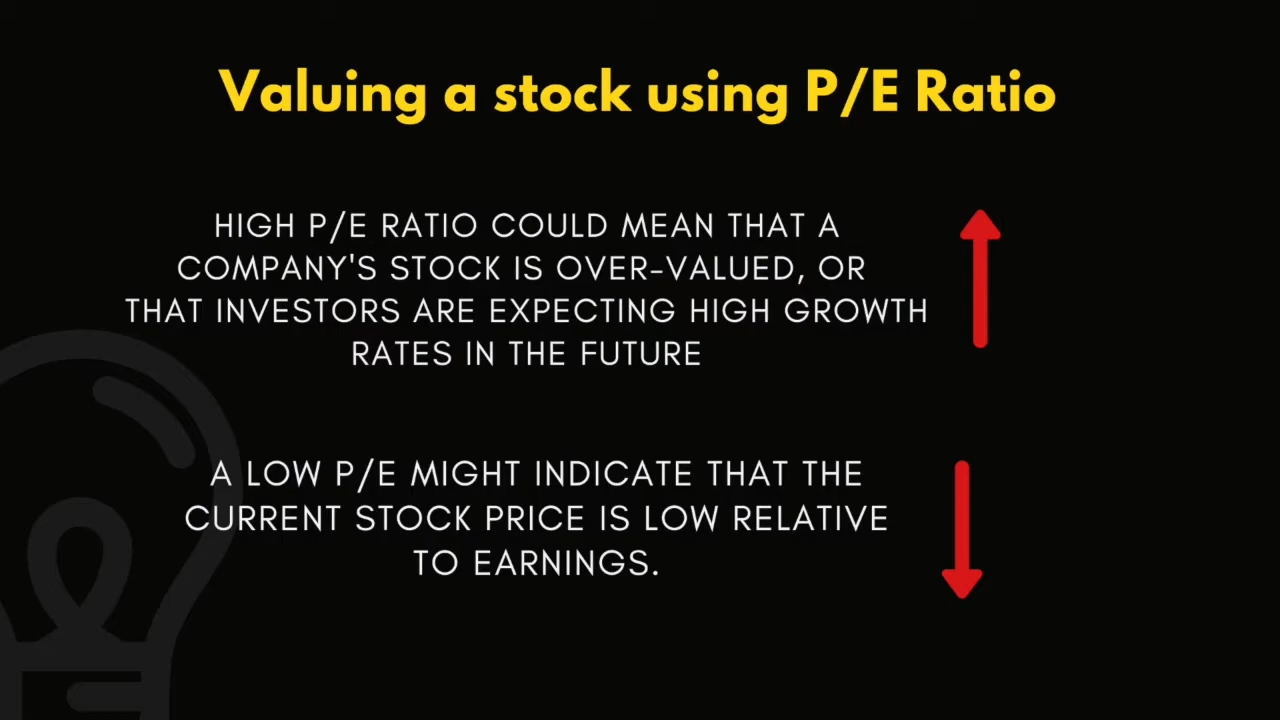 Valuing a stock using P/E Ratio
HIGH P/E RATIO COULD MEAN THAT A
COMPANY'S STOCK IS OVER-VALUED, OR
THAT INVESTORS ARE EXPECTING HIGH GROWTH
RATES IN THE FUTURE
A LOW P/E MIGHT INDICATE THAT THE
CURRENT STOCK PRICE IS LOW RELATIVE
TO EARNINGS.